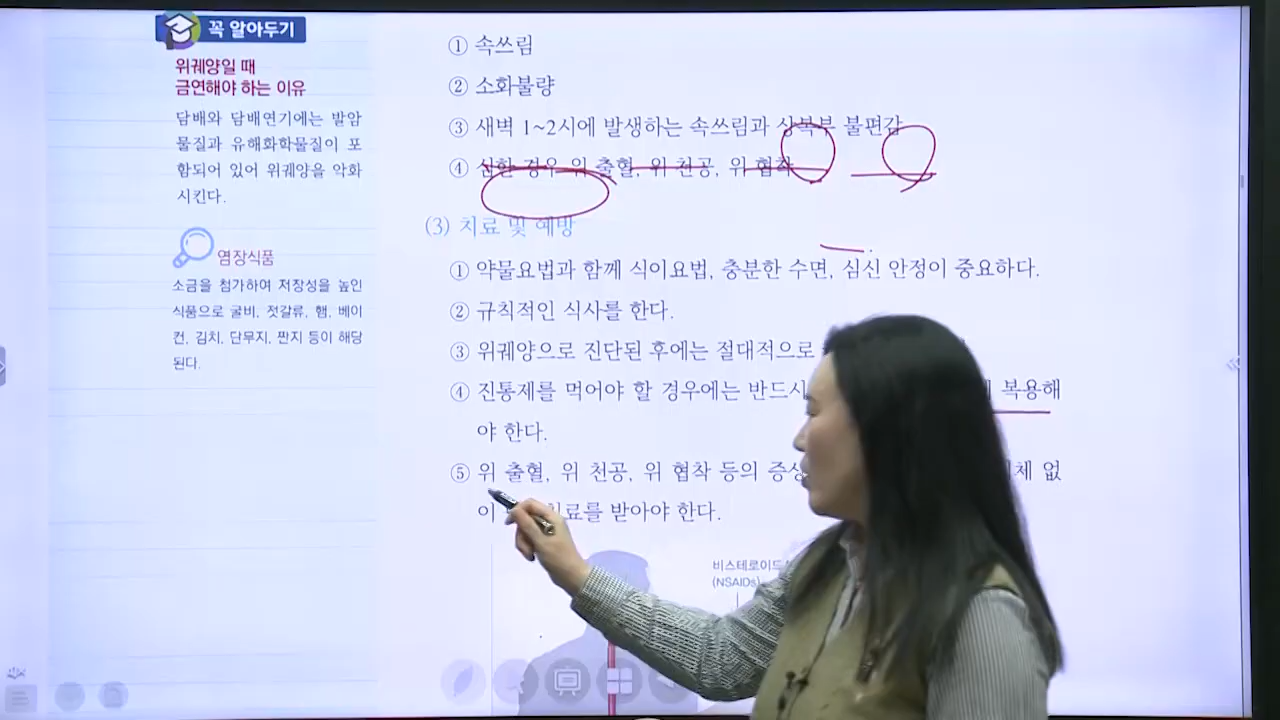 꼭 알아두기
위궤양일 때
금연해야 하는 이유
담배와 담배연기에는 발암
물질과 유해화학물질이 포
함되어 있어 위궤양을 악화
시킨다.
염장식품
소금을 첨가하여 저장성을 높인
식품으로 굴비, 젓갈류, 햄, 베이
컨, 김치, 단무지, 짠지 등이 해당
된다.
① 속쓰림
② 소화불량
③ 새벽 1~2시에 발생하는 속쓰림과 상복부 불편감
④ 심한 경우 위 출혈, 위 천공, 위 협착
(3) 치료 및 예방
① 약물요법과 함께 식이요법, 충분한 수면, 심신 안정이 중요하다.
② 규칙적인 식사를 한다.
③ 위궤양으로 진단된 후에는 절대적으로
④ 진통제를 먹어야 할 경우에는 반드시 복용해
야 한다.
⑤ 위 출혈, 위 천공, 위 협착 등의 없
이 치료를 받아야 한다.
비스테로이드
(NSAIDs)